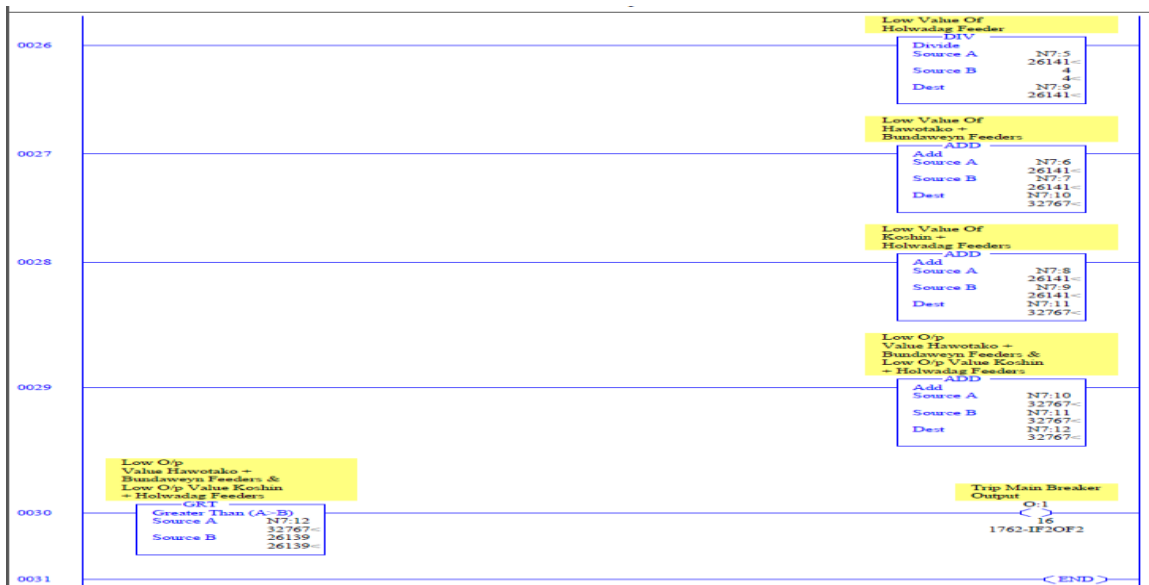 Low Value Of
Holwadag Feeder
0026
DIV
Divide
Source A N7:5
26141<
Source B 4
4<
Dest N7:9
26141<
Low Value Of
Hawotako +
Bundaweyn Feeders
0027
ADD
Add
Source A N7:6
26141<
Source B N7:7
26141<
Dest N7:10
32767<
Low Value Of
Koshin +
Holwadag Feeders
0028
ADD
Add
Source A N7:8
26141<
Source B N7:9
26141<
Dest N7:11
32767<
Low O/p
Value Hawotako +
Bundaweyn Feeders &
Low O/p Value Koshin
+ Holwadag Feeders
0029
ADD
Add
Source A N7:10
32767<
Source B N7:11
32767<
Dest N7:12
32767<
Low O/p
Value Hawotako +
Bundaweyn Feeders &
Low O/p Value Koshin
+ Holwadag Feeders
0030
GRT
Greater Than (A>B)
Source A N7:12
32767<
Source B 26139
26139<
Trip Main Breaker
Output
O:1
16
1762-IF2OF2
0031
END